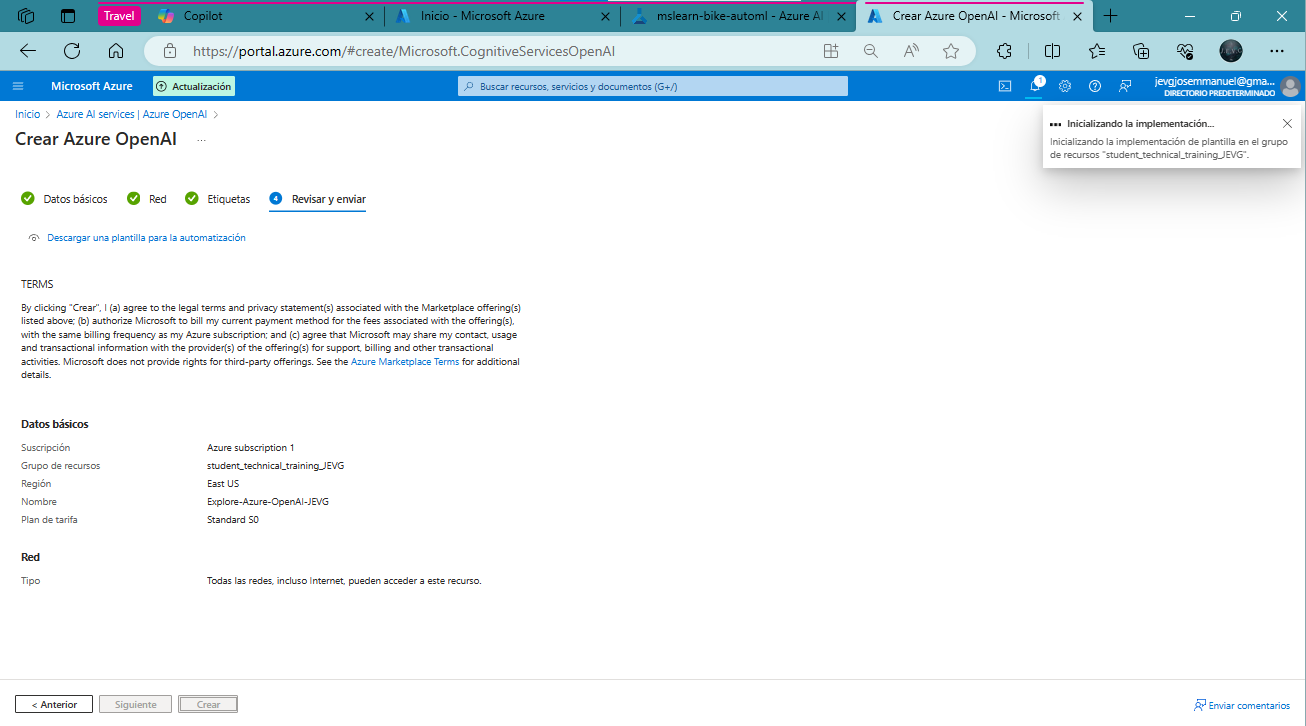 Travel
Copilot
Inicio - Microsoft Azure
mslearn-bike-automl - Azure AI
Crear Azure OpenAI - Microsoft
https://portal.azure.com/#create/Microsoft.CognitiveServicesOpenAI
Microsoft Azure
Actualización
Buscar recursos, servicios y documentos (G+/)
1
jevgjosemmanuel@gma...
DIRECTORIO PREDETERMINADO
Inicio > Azure AI services | Azure OpenAI >
Crear Azure OpenAI ...
Inicializando la implementación...
Inicializando la implementación de plantilla en el grupo
de recursos "student_technical_training_JEVG".
Datos básicos
Red
Etiquetas
4 Revisar y enviar
Descargar una plantilla para la automatización
TERMS
By clicking "Crear", I (a) agree to the legal terms and privacy statement(s) associated with the Marketplace offering(s)
listed above; (b) authorize Microsoft to bill my current payment method for the fees associated with the offering(s),
with the same billing frequency as my Azure subscription; and (c) agree that Microsoft may share my contact, usage
and transactional information with the provider(s) of the offering(s) for support, billing and other transactional
activities. Microsoft does not provide rights for third-party offerings. See the Azure Marketplace Terms for additional
details.
Datos básicos
Suscripción Azure subscription 1
Grupo de recursos student_technical_training_JEVG
Región East US
Nombre Explore-Azure-OpenAI-JEVG
Plan de tarifa Standard S0
Red
Tipo Todas las redes, incluso Internet, pueden acceder a este recurso.
< Anterior
Siguiente
Crear
Enviar comentarios